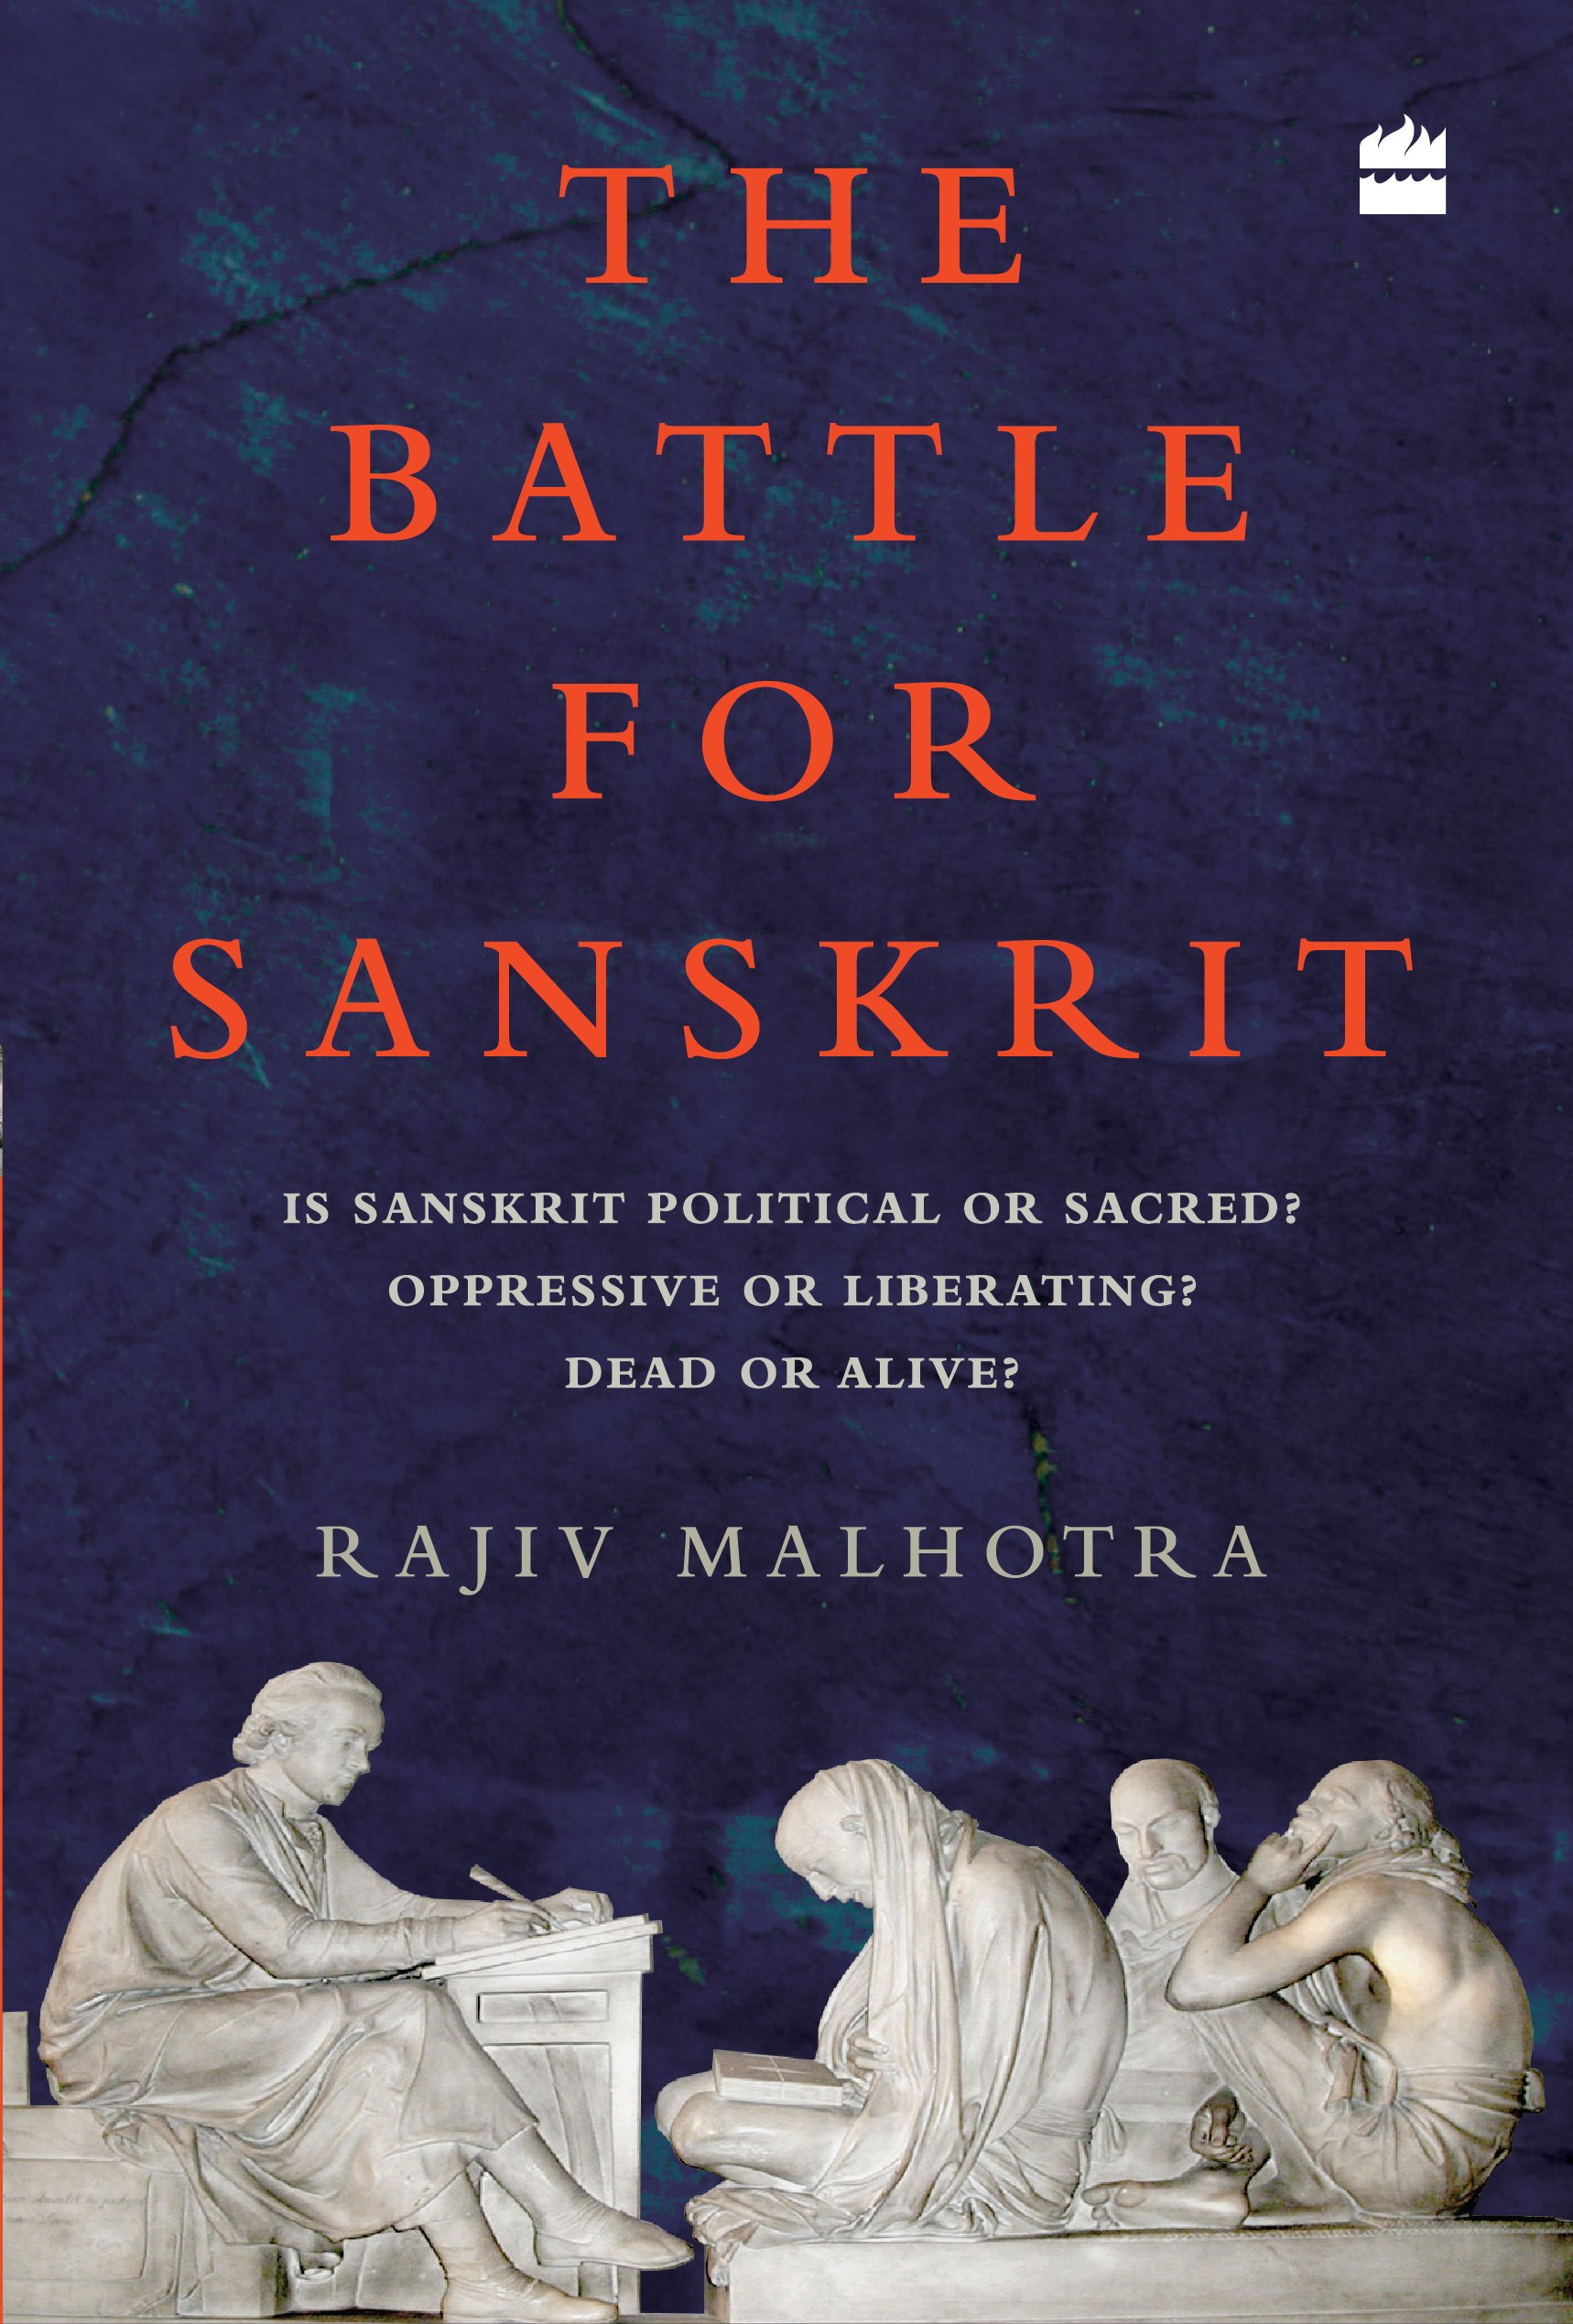 THE
BATTLE
FOR
SANSKRIT
IS SANSKRIT POLITICAL OR SACRED?
OPPRESSIVE OR LIBERATING?
DEAD OR ALIVE?
RAJIV MALHOTRA